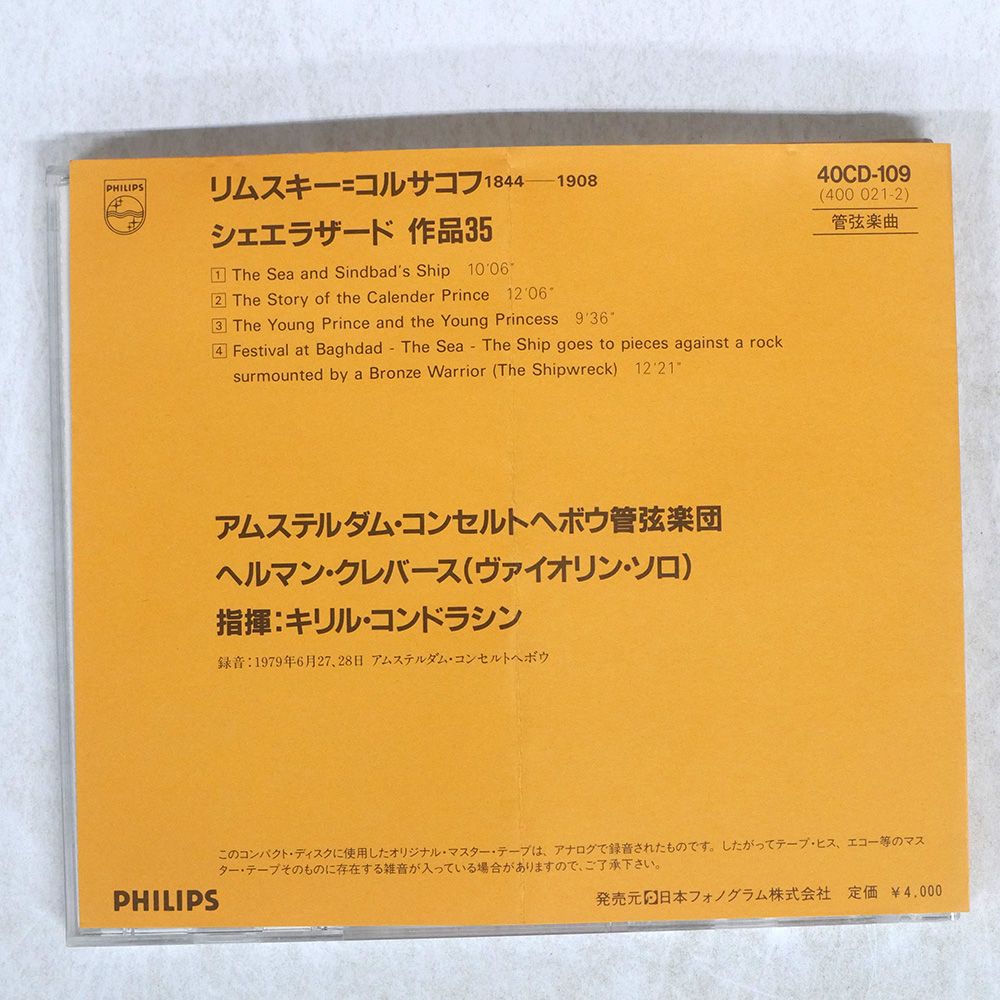 PHILIPS
リムスキー=コルサコフ1844—1908
シェエラザード 作品35
40CD-109
(400 021-2)
管弦楽曲
1 The Sea and Sindbad's Ship 10'06"
2 The Story of the Calender Prince 12'06"
3 The Young Prince and the Young Princess 9'36"
4 Festival at Baghdad - The Sea - The Ship goes to pieces against a rock
surmounted by a Bronze Warrior (The Shipwreck) 12'21"
アムステルダム・コンセルトヘボウ管弦楽団
ヘルマン・クレバース(ヴァイオリン・ソロ)
指揮:キリル・コンドラシン
録音:1979年6月27、28日 アムステルダム・コンセルトヘボウ
このコンパクト・ディスクに使用したオリジナル・マスター・テープは、アナログで録音されたものです。したがってテープ・ヒス、エコー等のマス
ター・テープそのものに存在する雑音が入っている場合がありますので、ご了承下さい。
PHILIPS
発売元 日本フォノグラム株式会社 定価 ¥4,000